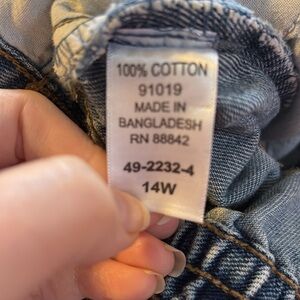 100% COTTON
91019
MADE IN
BANGLADESH
RN 88842
49-2232-4
14W